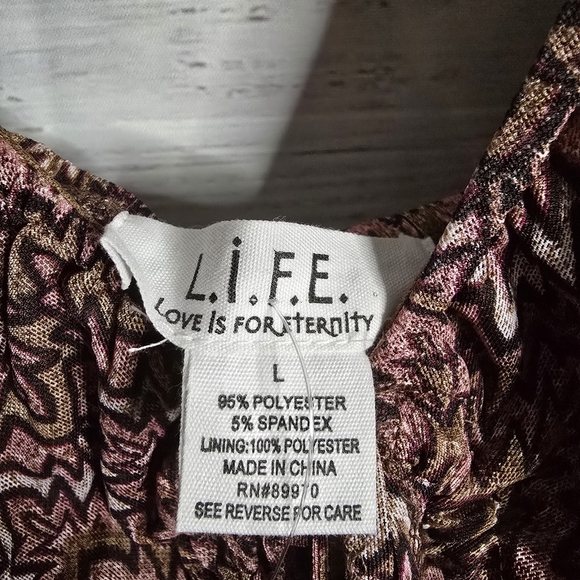 L.i.F.E.
LOVE iS FOR ETERNITY
L
95% POLYESTER
5% SPANDEX
LINING:100% POLYESTER
MADE IN CHINA
RN#89970
SEE REVERSE FOR CARE